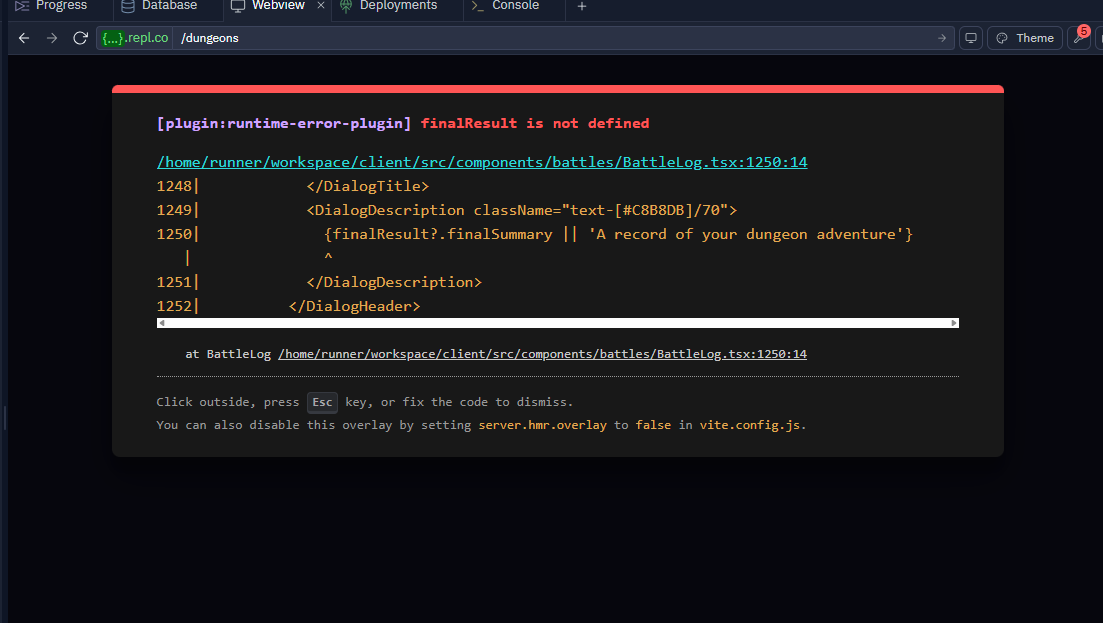 Progress
Database
Webview ×
Deployments
Console
+
{...}.repl.co /dungeons
Theme
5
[plugin:runtime-error-plugin] finalResult is not defined
/home/runner/workspace/client/src/components/battles/BattleLog.tsx:1250:14
1248| </DialogTitle>
1249| <DialogDescription className="text-[#C8B8DB]/70">
1250| {finalResult?.finalSummary || 'A record of your dungeon adventure'}
| ^
1251| </DialogDescription>
1252| </DialogHeader>
at BattleLog /home/runner/workspace/client/src/components/battles/BattleLog.tsx:1250:14
Click outside, press Esc key, or fix the code to dismiss.
You can also disable this overlay by setting server.hmr.overlay to false in vite.config.js.